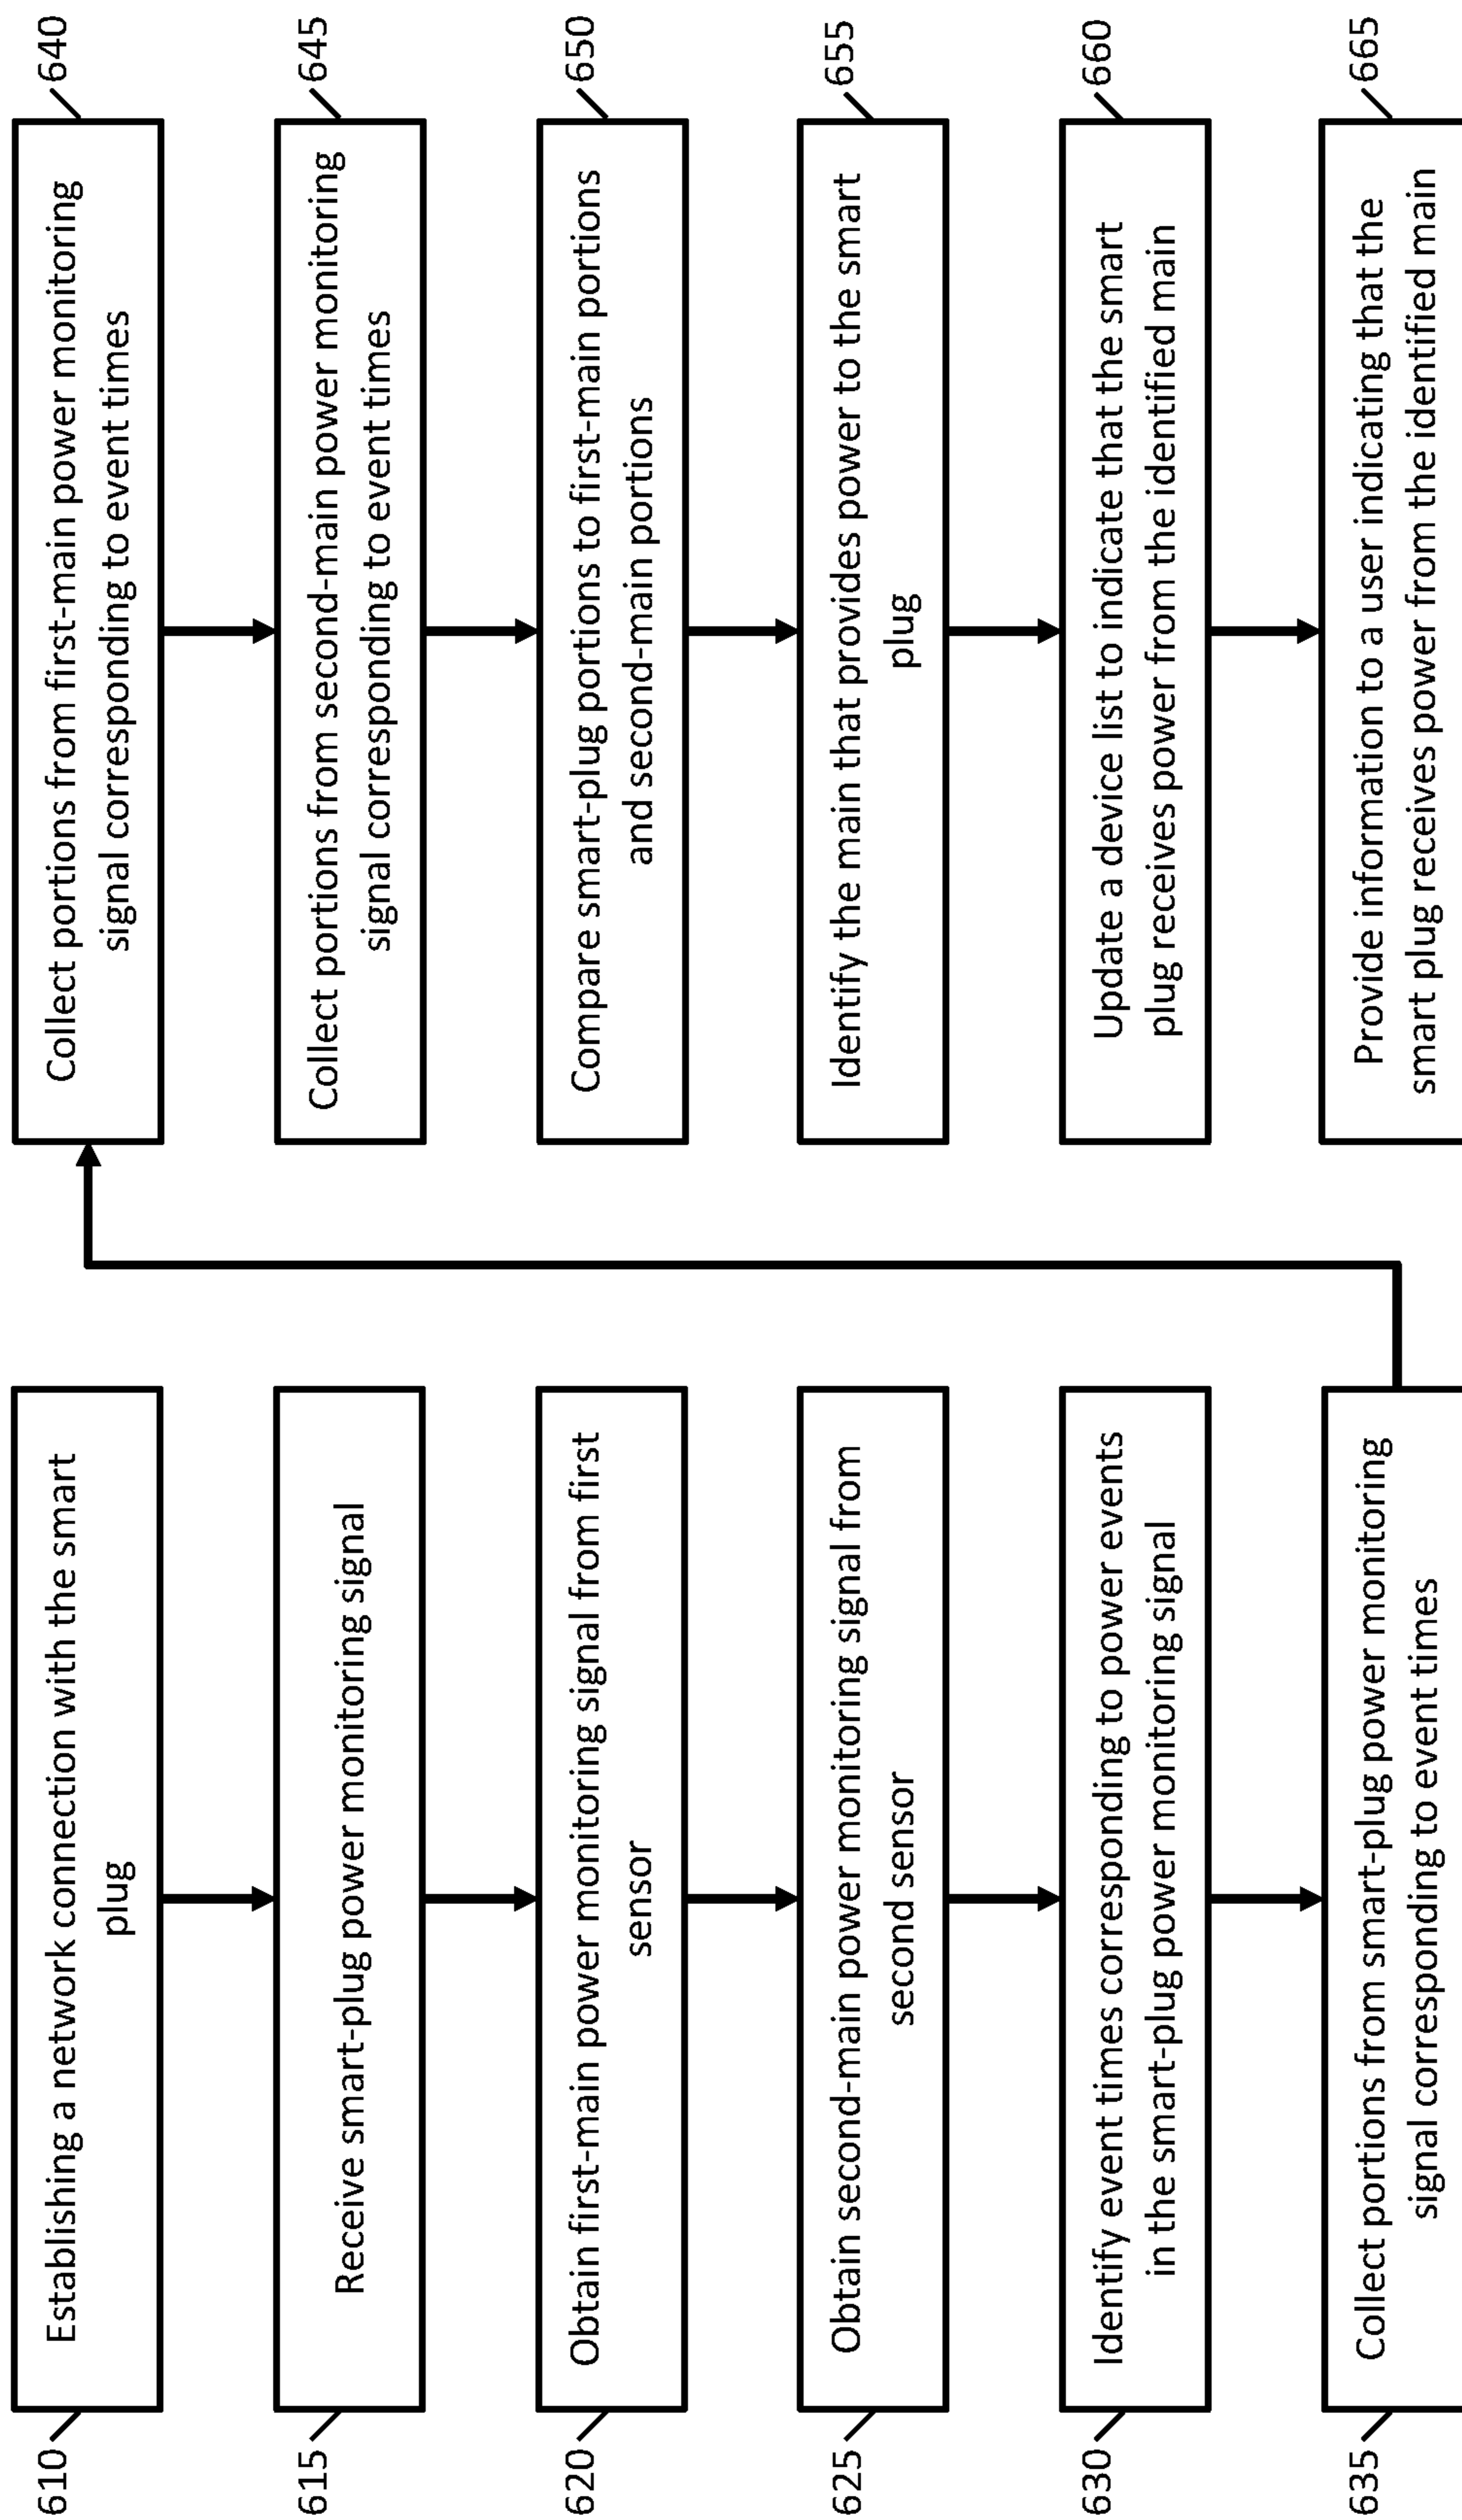 610
Establishing a network connection with the smart
plug
615
Receive smart-plug power monitoring signal
620
Obtain first-main power monitoring signal from first
sensor
625
Obtain second-main power monitoring signal from
second sensor
630
Identify event times corresponding to power events
in the smart-plug power monitoring signal
635
Collect portions from smart-plug power monitoring
signal corresponding to event times
640
Collect portions from first-main power monitoring
signal corresponding to event times
645
Collect portions from second-main power monitoring
signal corresponding to event times
650
Compare smart-plug portions to first-main portions
and second-main portions
655
Identify the main that provides power to the smart
plug
660
Update a device list to indicate that the smart
plug receives power from the identified main
665
Provide information to a user indicating that the
smart plug receives power from the identified main